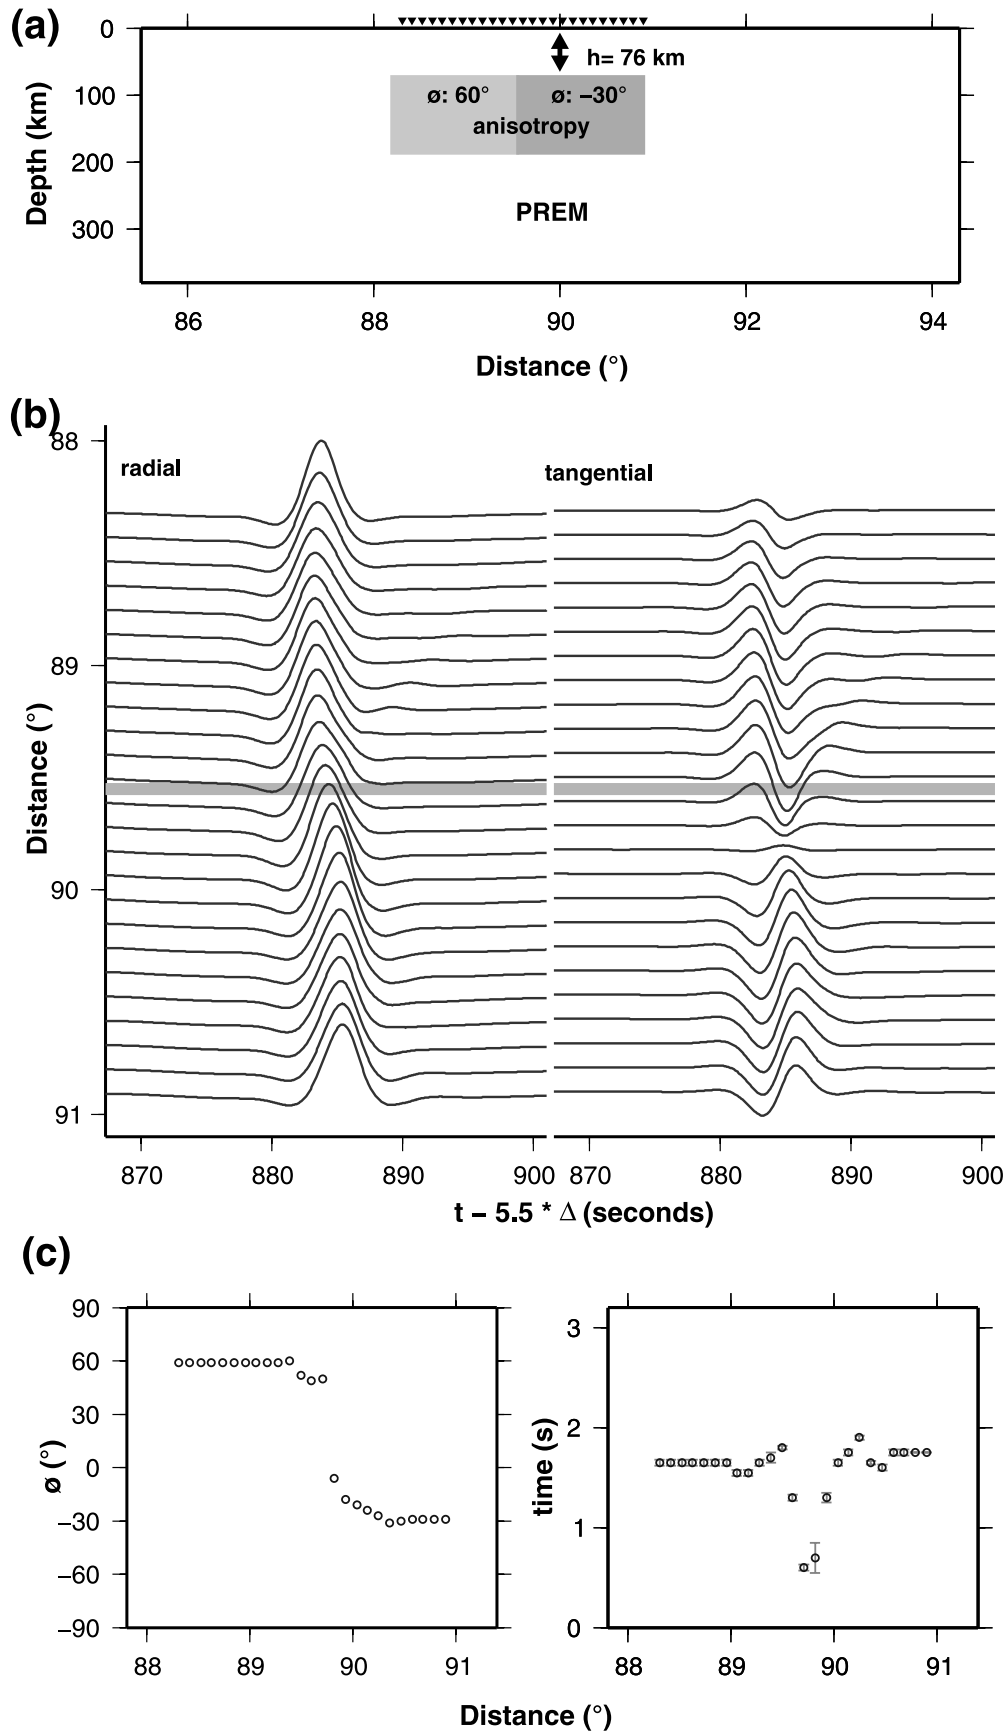 (a)
0
100
200
300
Depth (km)
h= 76 km
ø: 60° ø: −30°
anisotropy
PREM
86 88 90 92 94
Distance (°)
(b)
88
89
90
91
Distance (°)
radial tangential
870 880 890 900 870 880 890 900
t − 5.5 * Δ (seconds)
(c)
90
60
30
0
−30
−60
−90
ø (°)
88 89 90 91
3
2
1
0
time (s)
88 89 90 91
Distance (°)